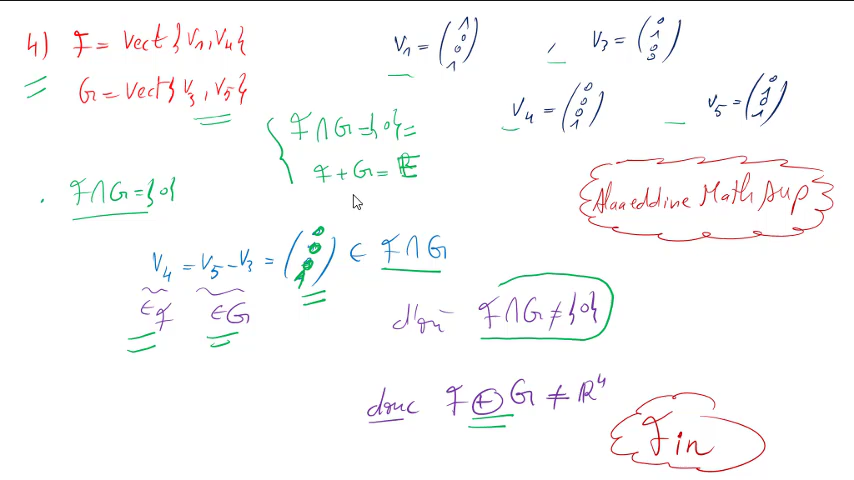 4) F = Vect{v₁, v₄}
G = Vect{v₃, v₅}
v₁ = (1 0 0 1) , v₃ = (0 1 0 0)
v₄ = (0 0 0 1) v₅ = (0 1 0 1)
{ F ∩ G = {0} =
F + G = E
. F ∩ G = {0}
Alaaeddine Math Sup
v₄ = v₅ - v₃ = (0 0 0 1) ∈ F ∩ G
∈ F ∈ G
d'où F ∩ G ≠ {0}
donc F ⊕ G ≠ ℝ⁴
Fin